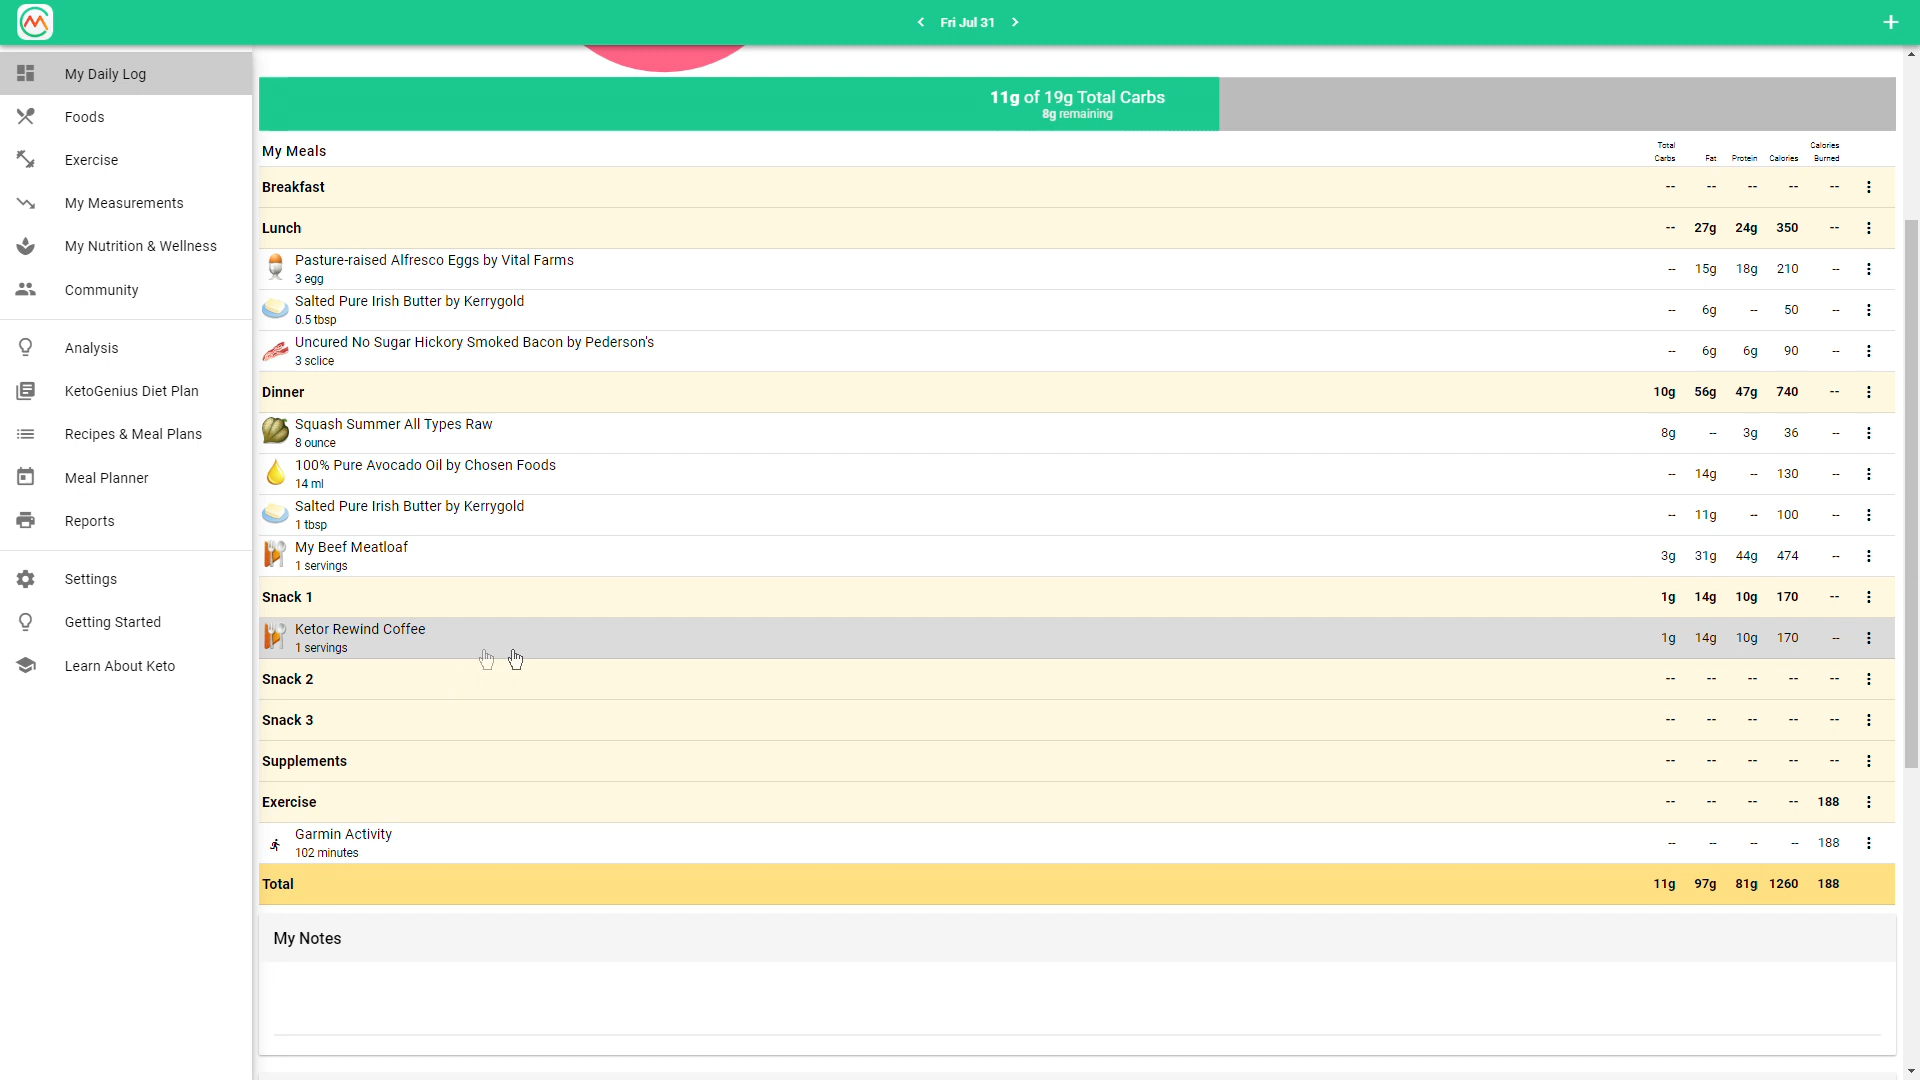 Fri Jul 31
My Daily Log
Foods
Exercise
My Measurements
My Nutrition & Wellness
Community
Analysis
KetoGenius Diet Plan
Recipes & Meal Plans
Meal Planner
Reports
Settings
Getting Started
Learn About Keto
11g of 19g Total Carbs
8g remaining
My Meals Total Carbs Fat Protein Calories Calories Burned
Breakfast -- -- -- -- --
Lunch -- 27g 24g 350 --
Pasture-raised Alfresco Eggs by Vital Farms
3 egg -- 15g 18g 210 --
Salted Pure Irish Butter by Kerrygold
0.5 tbsp -- 6g -- 50 --
Uncured No Sugar Hickory Smoked Bacon by Pederson's
3 sclice -- 6g 6g 90 --
Dinner 10g 56g 47g 740 --
Squash Summer All Types Raw
8 ounce 8g -- 3g 36 --
100% Pure Avocado Oil by Chosen Foods
14 ml -- 14g -- 130 --
Salted Pure Irish Butter by Kerrygold
1 tbsp -- 11g -- 100 --
My Beef Meatloaf
1 servings 3g 31g 44g 474 --
Snack 1 1g 14g 10g 170 --
Ketor Rewind Coffee
1 servings 1g 14g 10g 170 --
Snack 2 -- -- -- -- --
Snack 3 -- -- -- -- --
Supplements -- -- -- -- --
Exercise -- -- -- -- 188
Garmin Activity
102 minutes -- -- -- -- 188
Total 11g 97g 81g 1260 188
My Notes